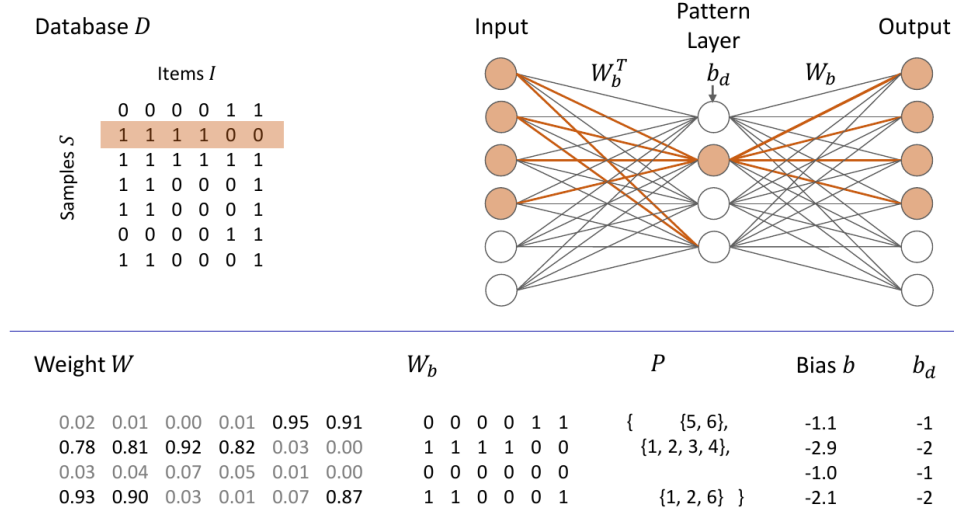 Database D
Items I
Samples S
0 0 0 0 1 1
1 1 1 1 0 0
1 1 1 1 1 1
1 1 0 0 0 1
1 1 0 0 0 1
0 0 0 0 1 1
1 1 0 0 0 1
Input
Pattern
Layer
Output
W_b^T
b_d
W_b
Weight W
W_b
P
Bias b
b_d
0.02 0.01 0.00 0.01 0.95 0.91 0 0 0 0 1 1 { {5, 6}, -1.1 -1
0.78 0.81 0.92 0.82 0.03 0.00 1 1 1 1 0 0 {1, 2, 3, 4}, -2.9 -2
0.03 0.04 0.07 0.05 0.01 0.00 0 0 0 0 0 0 -1.0 -1
0.93 0.90 0.03 0.01 0.07 0.87 1 1 0 0 0 1 {1, 2, 6} } -2.1 -2